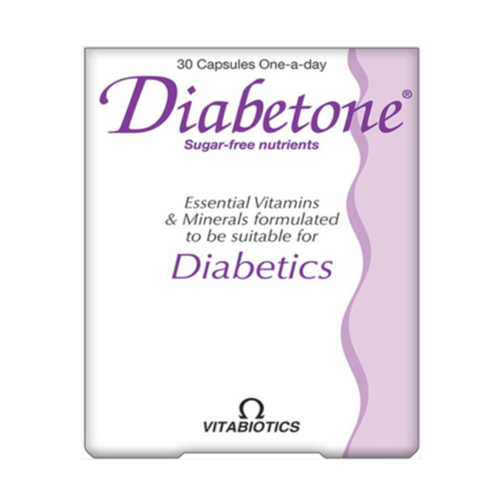 30 Capsules One-a-day
Diabetone®
Sugar-free nutrients
Essential Vitamins
& Minerals formulated
to be suitable for
Diabetics
VITABIOTICS